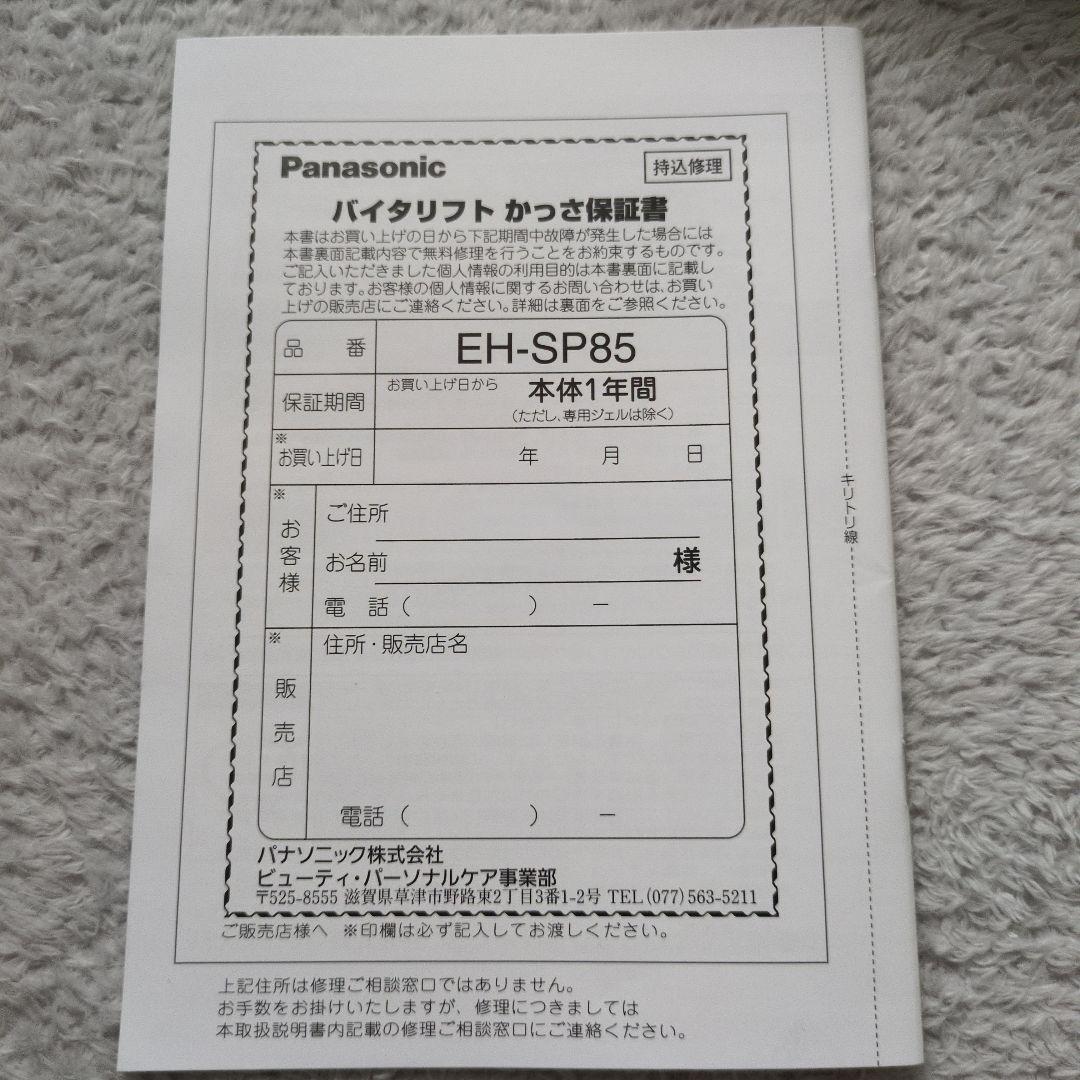 Panasonic
持込修理
バイタリフト かっさ保証書
本書はお買い上げの日から下記期間中故障が発生した場合には
本書裏面記載内容で無料修理を行うことをお約束するものです。
ご記入いただきました個人情報の利用目的は本書裏面に記載し
ております。お客様の個人情報に関するお問い合わせは、お買い
上げの販売店にご連絡ください。詳細は裏面をご参照ください。
品 番 EH-SP85
保証期間 お買い上げ日から 本体1年間
(ただし、専用ジェルは除く)
※
お買い上げ日 年 月 日
※
お客様
ご住所
お名前 様
電 話 ( ) －
※
販売店
住所・販売店名
電話 ( ) －
パナソニック株式会社
ビューティ・パーソナルケア事業部
〒525-8555 滋賀県草津市野路東2丁目3番1-2号 TEL (077) 563-5211
ご販売店様へ ※印欄は必ず記入してお渡しください。
上記住所は修理ご相談窓口ではありません。
お手数をお掛けいたしますが、修理につきましては
本取扱説明書内記載の修理ご相談窓口にご連絡ください。
キリトリ線